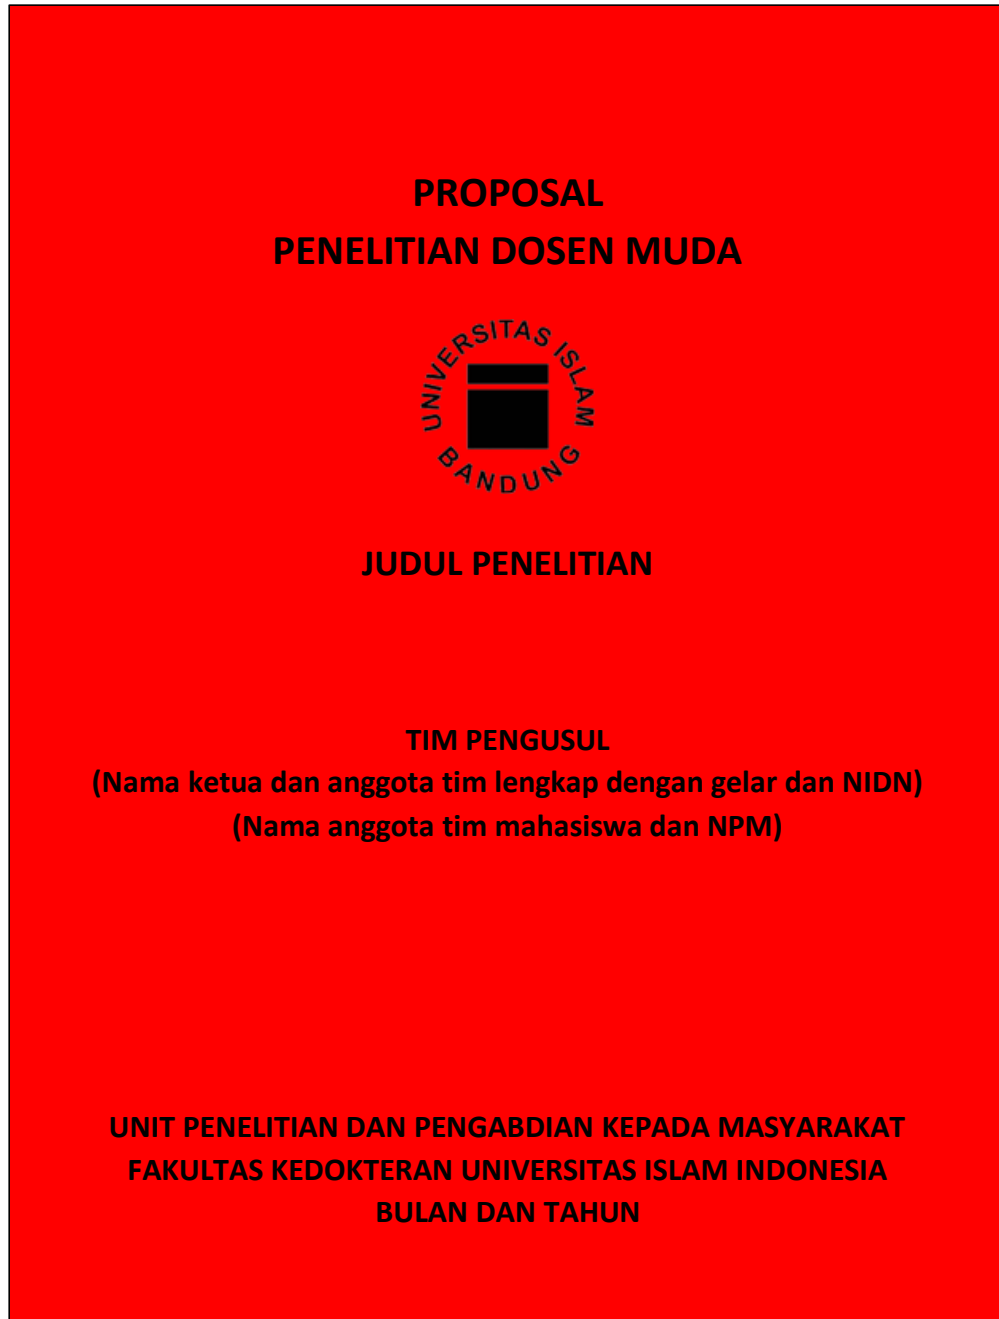 PROPOSAL
PENELITIAN DOSEN MUDA
UNIVERSITAS ISLAM
BANDUNG
JUDUL PENELITIAN
TIM PENGUSUL
(Nama ketua dan anggota tim lengkap dengan gelar dan NIDN)
(Nama anggota tim mahasiswa dan NPM)
UNIT PENELITIAN DAN PENGABDIAN KEPADA MASYARAKAT
FAKULTAS KEDOKTERAN UNIVERSITAS ISLAM INDONESIA
BULAN DAN TAHUN